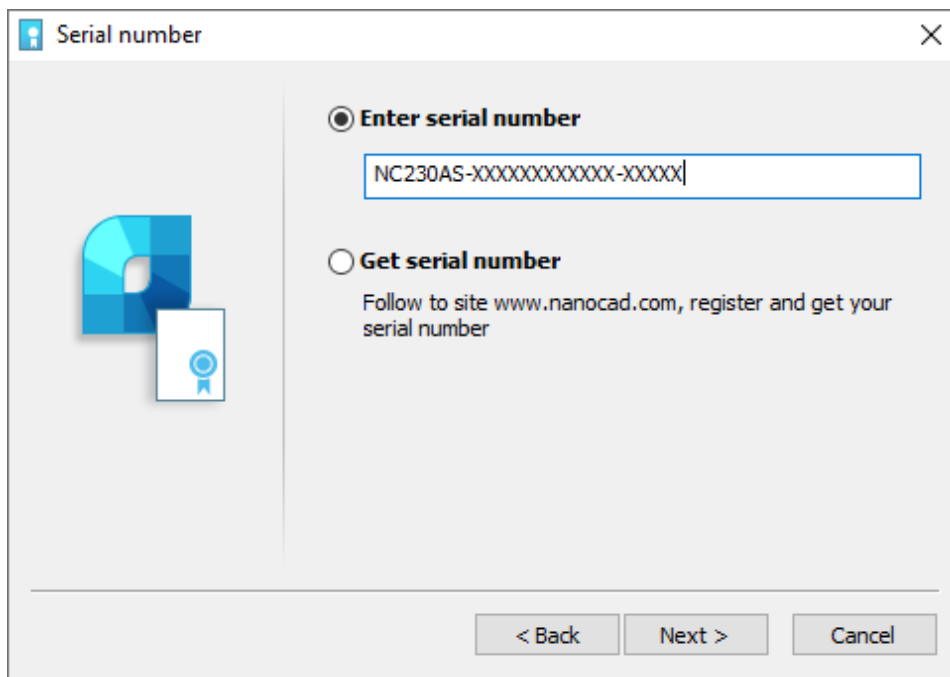 Serial number
Enter serial number
NC230AS-XXXXXXXXXXXX-XXXXX
Get serial number
Follow to site www.nanocad.com, register and get your
serial number
< Back
Next >
Cancel